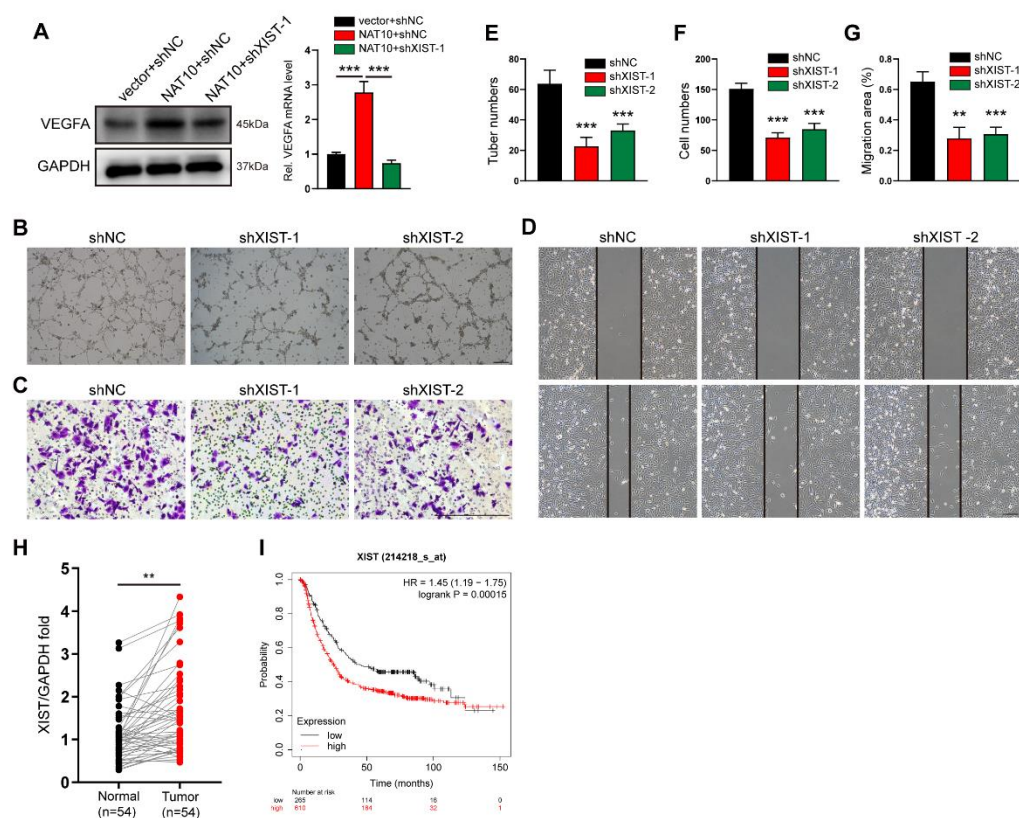 A
vector+shNC
NAT10+shNC
NAT10+shXIST-1
VEGFA
45kDa
GAPDH
37kDa
vector+shNC
NAT10+shNC
NAT10+shXIST-1
Rel. VEGFA mRNA level
4
3
2
1
0
***
***
E
shNC
shXIST-1
shXIST-2
Tuber numbers
80
60
40
20
0
***
***
F
shNC
shXIST-1
shXIST-2
Cell numbers
200
150
100
50
0
***
***
G
shNC
shXIST-1
shXIST-2
Migration area (%)
0.8
0.6
0.4
0.2
0.0
**
***
B
shNC
shXIST-1
shXIST-2
C
shNC
shXIST-1
shXIST-2
D
shNC
shXIST-1
shXIST -2
H
**
XIST/GAPDH fold
5
4
3
2
1
0
Normal
(n=54)
Tumor
(n=54)
I
XIST (214218_s_at)
HR = 1.45 (1.19 − 1.75)
logrank P = 0.00015
Probability
1.0
0.8
0.6
0.4
0.2
0.0
Expression
low
high
0 50 100 150
Time (months)
Number at risk
low 265 114 16 0
high 610 184 32 1